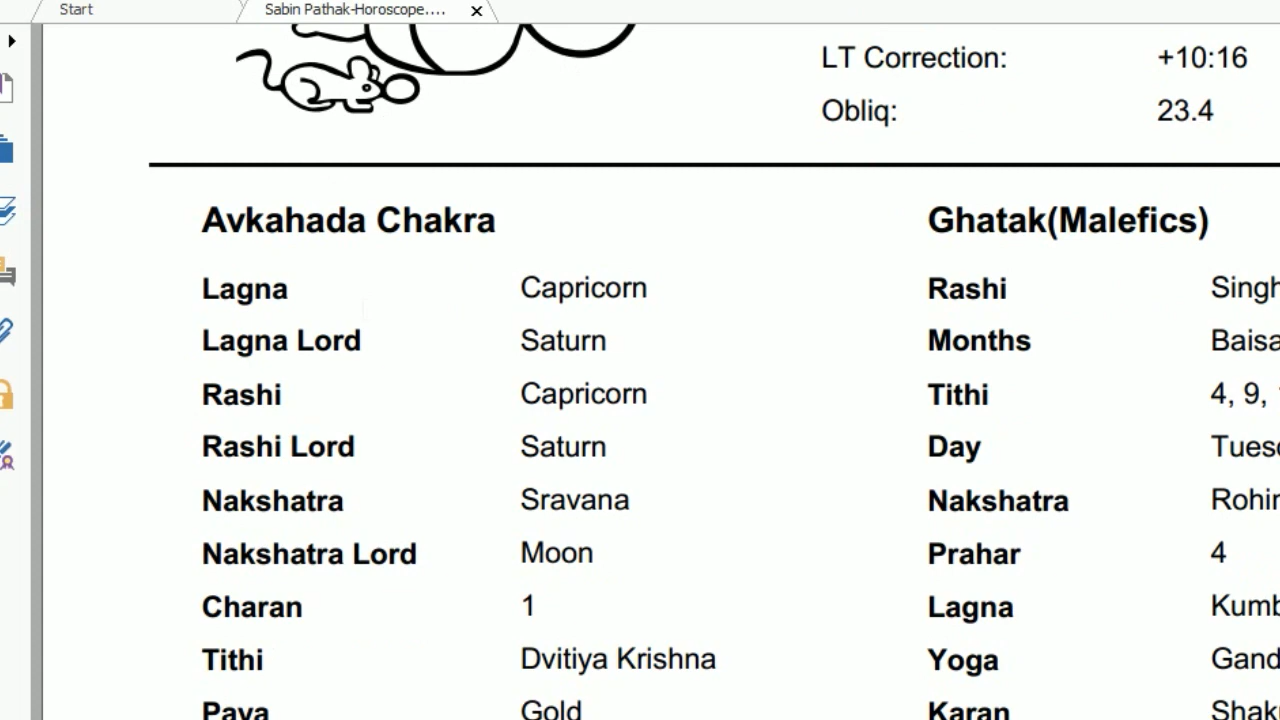 Start
Sabin Pathak-Horoscope....
LT Correction: +10:16
Obliq: 23.4
Avkahada Chakra
Ghatak(Malefics)
Lagna Capricorn
Rashi
Lagna Lord Saturn
Months
Rashi Capricorn
Tithi 4, 9,
Rashi Lord Saturn
Day
Nakshatra Sravana
Nakshatra
Nakshatra Lord Moon
Prahar 4
Charan 1
Lagna
Tithi Dvitiya Krishna
Yoga
Paya Gold
Karan